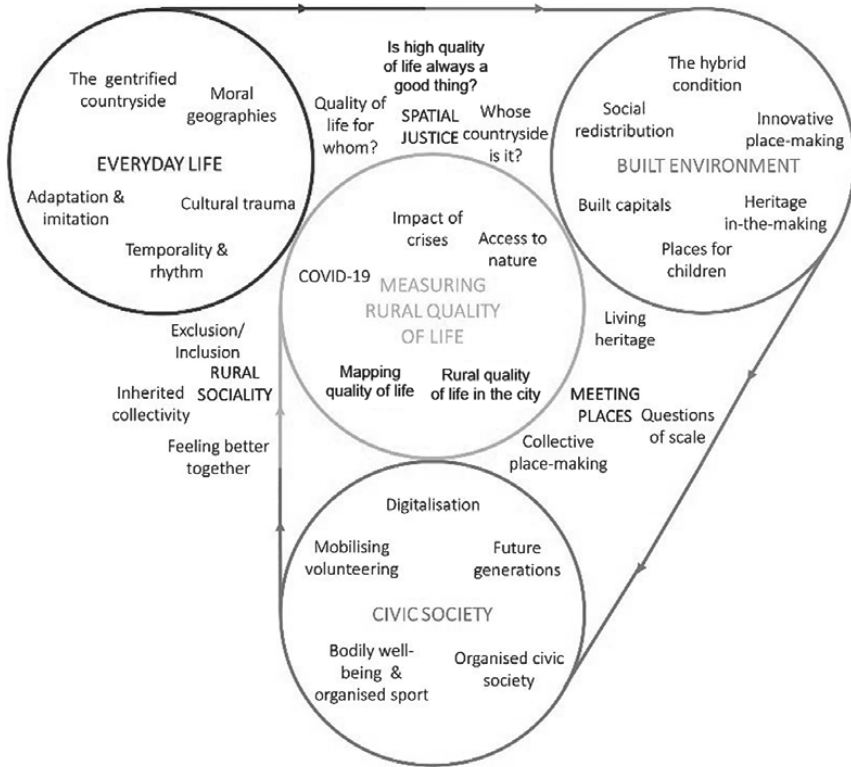 Is high quality
of life always a
good thing?
Quality of
life for
whom?
SPATIAL
JUSTICE
Whose
countryside
is it?
The gentrified
countryside
Moral
geographies
EVERYDAY LIFE
Adaptation &
imitation
Cultural trauma
Temporality &
rhythm
The hybrid
condition
Social
redistribution
Innovative
place-making
BUILT ENVIRONMENT
Built capitals
Heritage
in-the-making
Places for
children
Impact of
crises
Access to
nature
COVID-19
MEASURING
RURAL QUALITY
OF LIFE
Mapping
quality of life
Rural quality
of life in the city
Exclusion/
Inclusion
RURAL
SOCIALITY
Inherited
collectivity
Feeling better
together
Living
heritage
MEETING
PLACES
Questions
of scale
Collective
place-making
Digitalisation
Mobilising
volunteering
Future
generations
CIVIC SOCIETY
Bodily well-
being &
organised sport
Organised civic
society